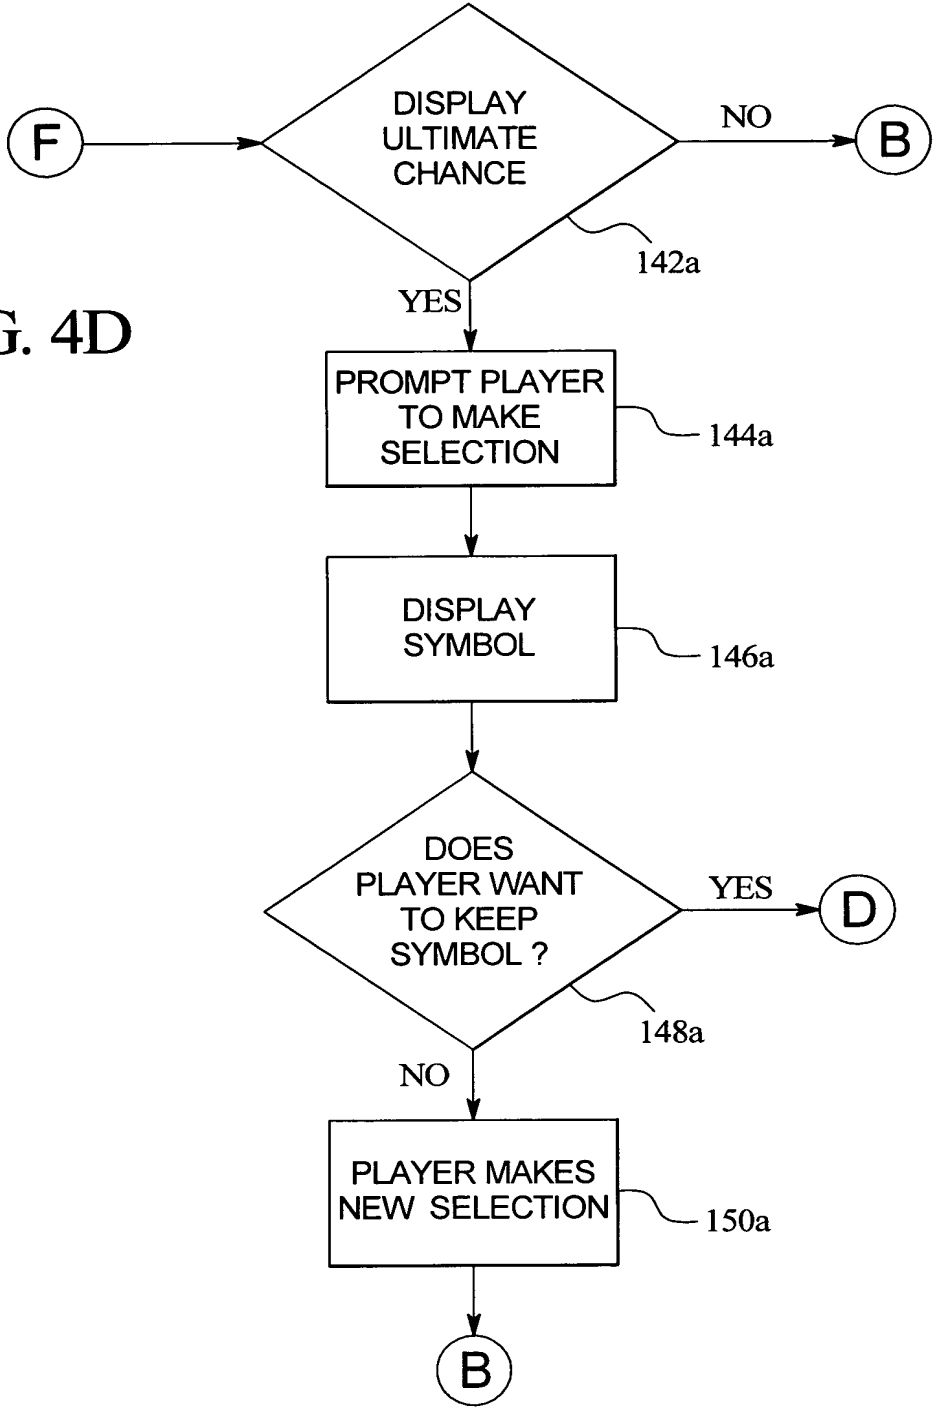 F
DISPLAY
ULTIMATE
CHANCE
NO
B
142a
YES
G. 4D
PROMPT PLAYER
TO MAKE
SELECTION
144a
DISPLAY
SYMBOL
146a
DOES
PLAYER WANT
TO KEEP
SYMBOL ?
YES
D
148a
NO
PLAYER MAKES
NEW SELECTION
150a
B